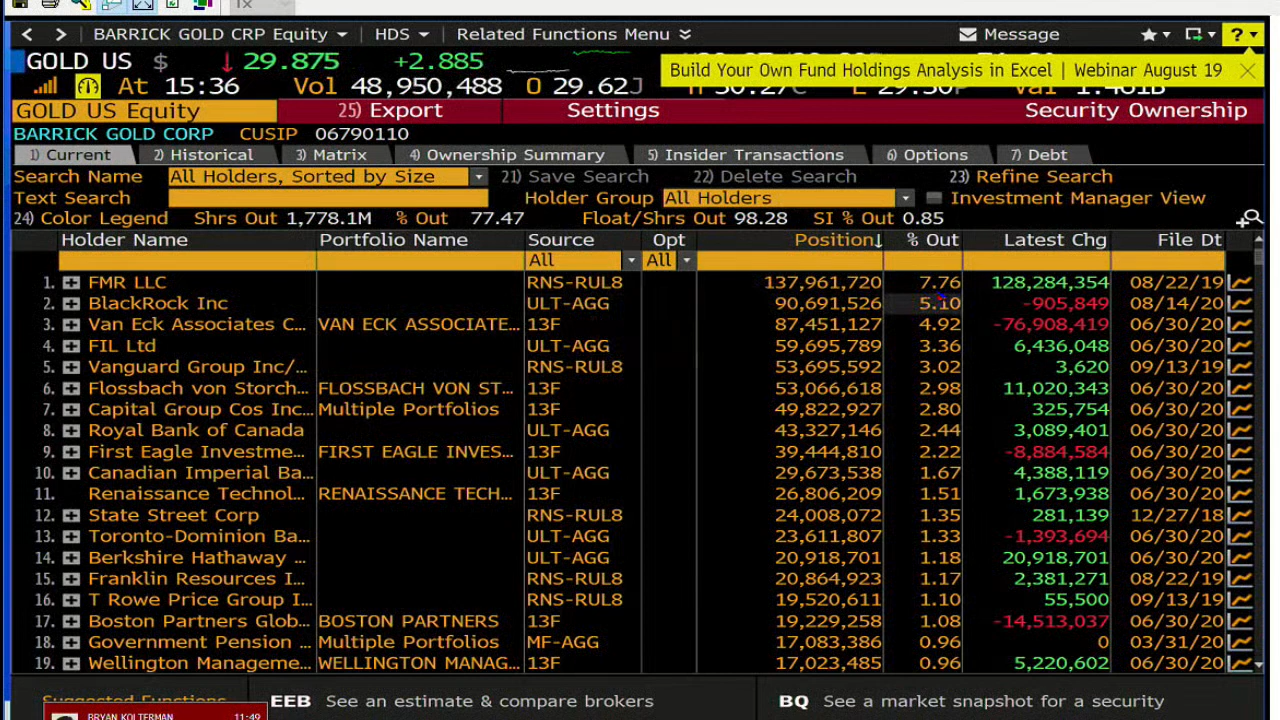 BARRICK GOLD CRP Equity HDS Related Functions Menu Message ?
GOLD US $ 29.875 +2.885
Build Your Own Fund Holdings Analysis in Excel | Webinar August 19
At 15:36 Vol 48,950,488 O 29.62J
GOLD US Equity 25) Export Settings Security Ownership
BARRICK GOLD CORP CUSIP 06790110
1) Current 2) Historical 3) Matrix 4) Ownership Summary 5) Insider Transactions 6) Options 7) Debt
Search Name All Holders, Sorted by Size 21) Save Search 22) Delete Search 23) Refine Search
Text Search Holder Group All Holders Investment Manager View
24) Color Legend Shrs Out 1,778.1M % Out 77.47 Float/Shrs Out 98.28 SI % Out 0.85
Holder Name Portfolio Name Source Opt Position↓ % Out Latest Chg File Dt
All All
1. FMR LLC RNS-RUL8 137,961,720 7.76 128,284,354 08/22/19
2. BlackRock Inc ULT-AGG 90,691,526 5.10 -905,849 08/14/20
3. Van Eck Associates C... VAN ECK ASSOCIATE... 13F 87,451,127 4.92 -76,908,419 06/30/20
4. FIL Ltd ULT-AGG 59,695,789 3.36 6,436,048 06/30/20
5. Vanguard Group Inc/... RNS-RUL8 53,695,592 3.02 3,620 09/13/19
6. Flossbach von Storch... FLOSSBACH VON ST... 13F 53,066,618 2.98 11,020,343 06/30/20
7. Capital Group Cos Inc... Multiple Portfolios 13F 49,822,927 2.80 325,754 06/30/20
8. Royal Bank of Canada ULT-AGG 43,327,146 2.44 3,089,401 06/30/20
9. First Eagle Investme... FIRST EAGLE INVES... 13F 39,444,810 2.22 -8,884,584 06/30/20
10. Canadian Imperial Ba... ULT-AGG 29,673,538 1.67 4,388,119 06/30/20
11. Renaissance Technol... RENAISSANCE TECH... 13F 26,806,209 1.51 1,673,938 06/30/20
12. State Street Corp RNS-RUL8 24,008,072 1.35 281,139 12/27/18
13. Toronto-Dominion Ba... ULT-AGG 23,611,807 1.33 -1,393,694 06/30/20
14. Berkshire Hathaway ... ULT-AGG 20,918,701 1.18 20,918,701 06/30/20
15. Franklin Resources I... RNS-RUL8 20,864,923 1.17 2,381,271 08/22/19
16. T Rowe Price Group I... RNS-RUL8 19,520,611 1.10 55,500 09/13/19
17. Boston Partners Glob... BOSTON PARTNERS 13F 19,229,258 1.08 -14,513,037 06/30/20
18. Government Pension ... Multiple Portfolios MF-AGG 17,083,386 0.96 0 03/31/20
19. Wellington Manageme... WELLINGTON MANAG... 13F 17,023,485 0.96 5,220,602 06/30/20
Suggested Functions EEB See an estimate & compare brokers BQ See a market snapshot for a security
BRYAN KOLTERMAN 11:49